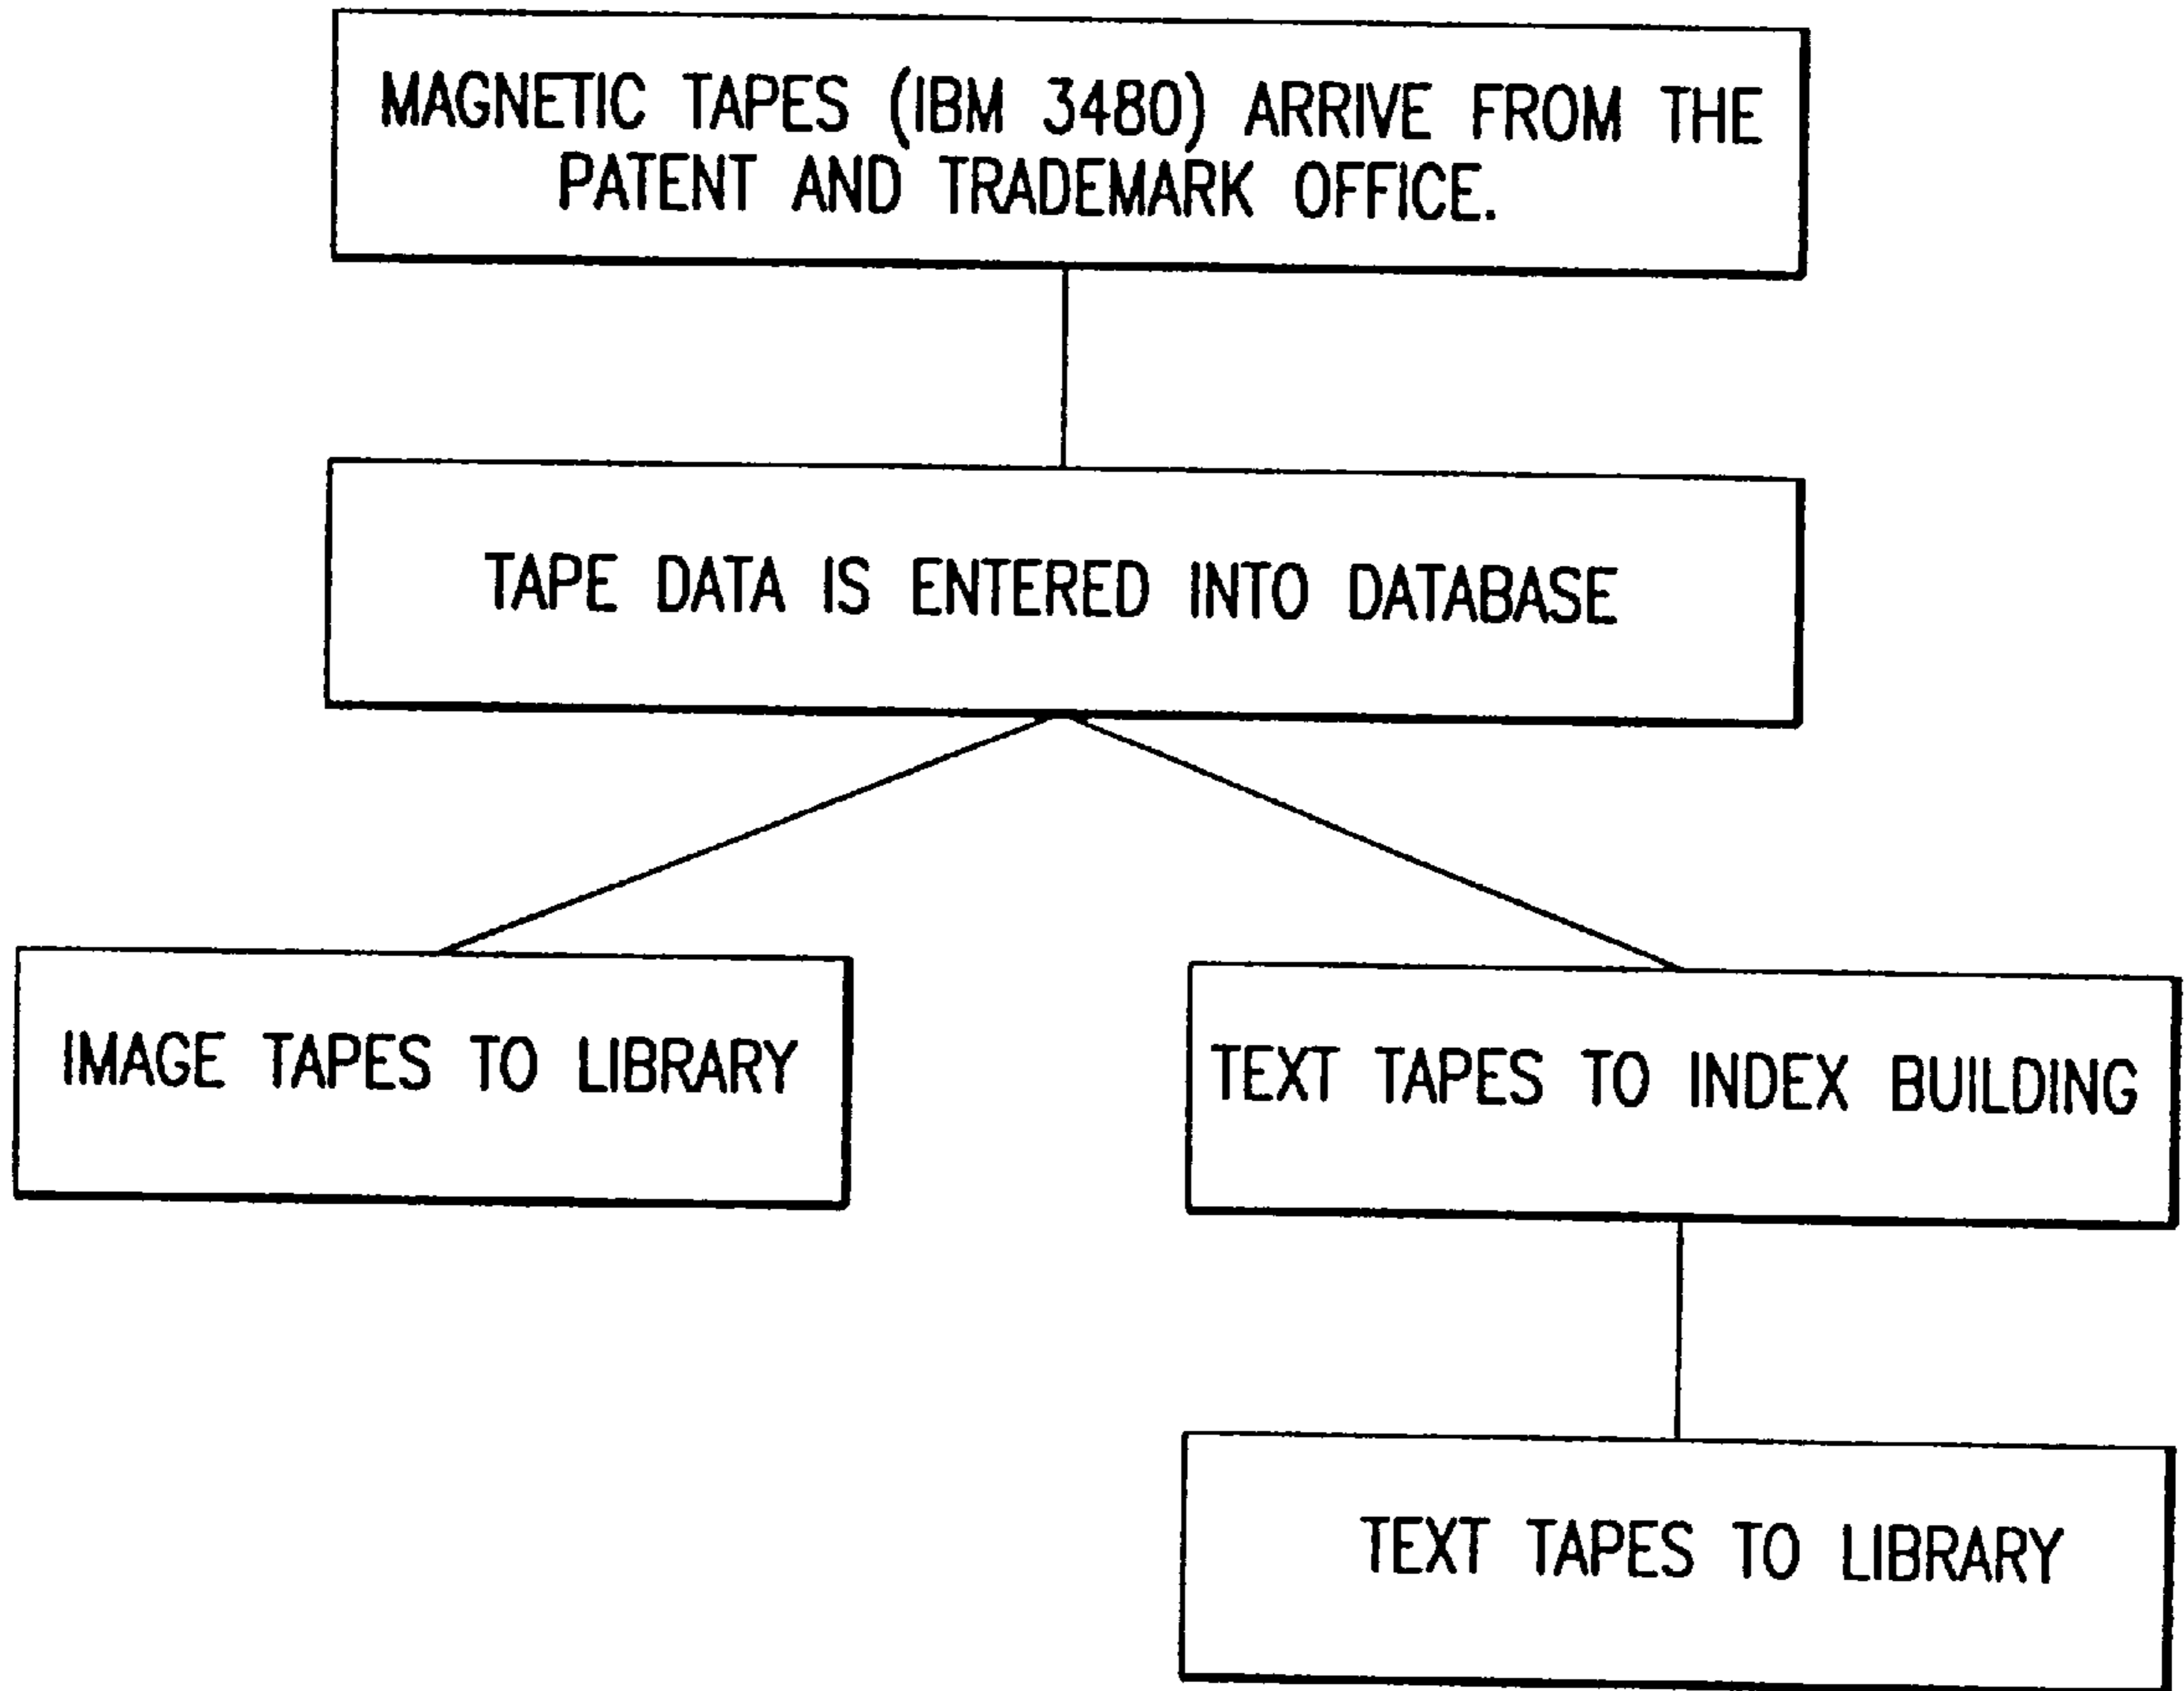 MAGNETIC TAPES (IBM 3480) ARRIVE FROM THE
PATENT AND TRADEMARK OFFICE.
TAPE DATA IS ENTERED INTO DATABASE
IMAGE TAPES TO LIBRARY
TEXT TAPES TO INDEX BUILDING
TEXT TAPES TO LIBRARY